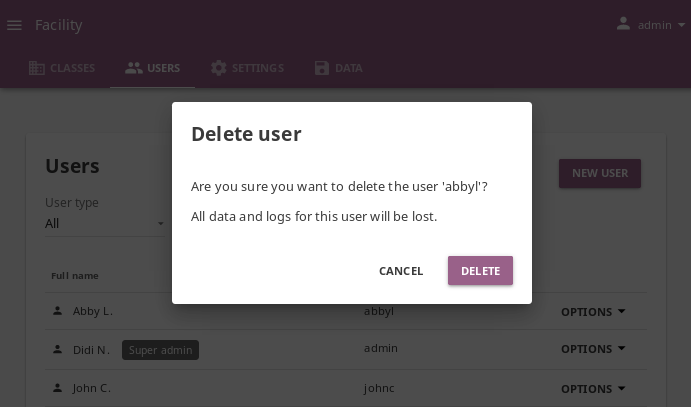 Facility
admin
CLASSES
USERS
SETTINGS
DATA
Delete user
Are you sure you want to delete the user 'abbyl'?
All data and logs for this user will be lost.
CANCEL
DELETE
Users
NEW USER
User type
All
Full name
Abby L.
abbyl
OPTIONS
Didi N.
Super admin
admin
OPTIONS
John C.
johnc
OPTIONS